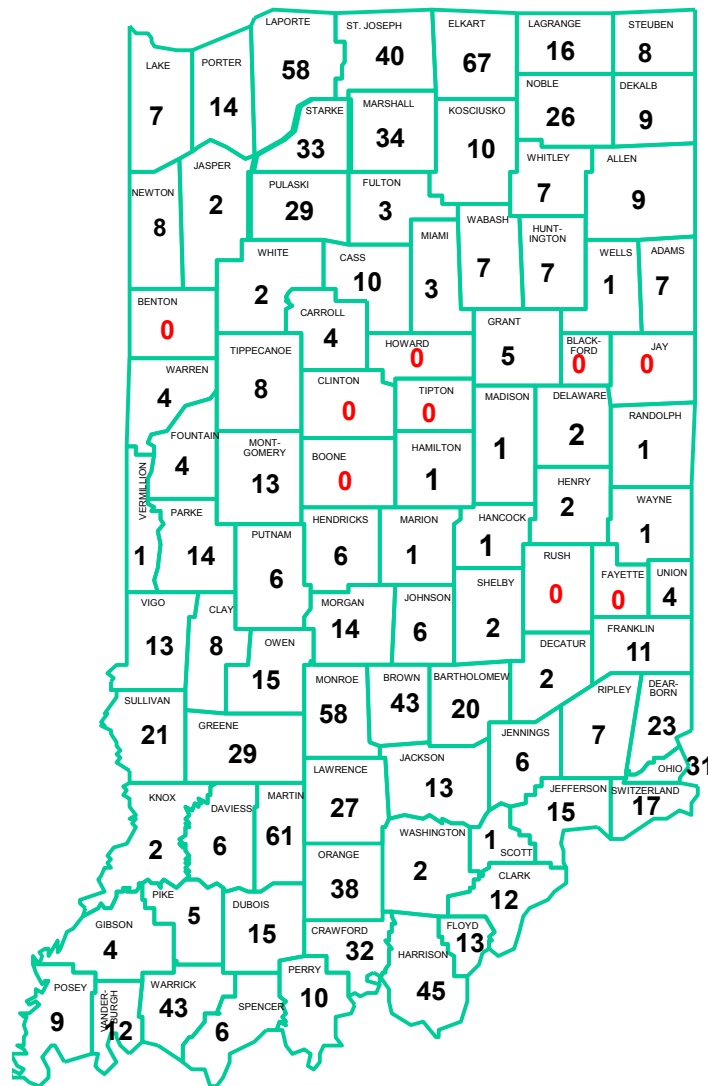 LAPORTE
58
ST. JOSEPH
40
ELKART
67
LAGRANGE
16
STEUBEN
8
LAKE
7
PORTER
14
STARKE
33
MARSHALL
34
KOSCIUSKO
10
NOBLE
26
DEKALB
9
NEWTON
8
JASPER
2
PULASKI
29
FULTON
3
WHITLEY
7
ALLEN
9
WHITE
2
CASS
10
MIAMI
3
WABASH
7
HUNT-
INGTON
7
WELLS
1
ADAMS
7
BENTON
0
CARROLL
4
HOWARD
0
GRANT
5
BLACK-
FORD
0
JAY
0
WARREN
4
TIPPECANOE
8
CLINTON
0
TIPTON
0
MADISON
1
DELAWARE
2
RANDOLPH
1
FOUNTAIN
4
MONT-
GOMERY
13
BOONE
0
HAMILTON
1
HENRY
2
WAYNE
1
VERMILLION
1
PARKE
14
PUTNAM
6
HENDRICKS
6
MARION
1
HANCOCK
1
RUSH
0
FAYETTE
0
UNION
4
VIGO
13
CLAY
8
OWEN
15
MORGAN
14
JOHNSON
6
SHELBY
2
DECATUR
2
FRANKLIN
11
SULLIVAN
21
GREENE
29
MONROE
58
BROWN
43
BARTHOLOMEW
20
JENNINGS
6
RIPLEY
7
DEAR-
BORN
23
OHIO
31
KNOX
2
DAVIESS
6
MARTIN
61
LAWRENCE
27
JACKSON
13
JEFFERSON
15
SWITZERLAND
17
ORANGE
38
WASHINGTON
2
1
SCOTT
CLARK
12
GIBSON
4
PIKE
5
DUBOIS
15
CRAWFORD
32
HARRISON
45
FLOYD
13
POSEY
9
VANDER-
BURGH
12
WARRICK
43
SPENCER
6
PERRY
10